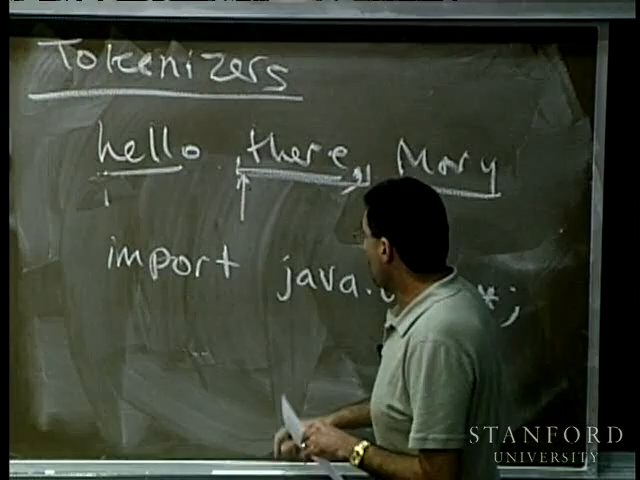 Tokenizers
hello there, Mary
import java. *;
STANFORD
UNIVERSITY